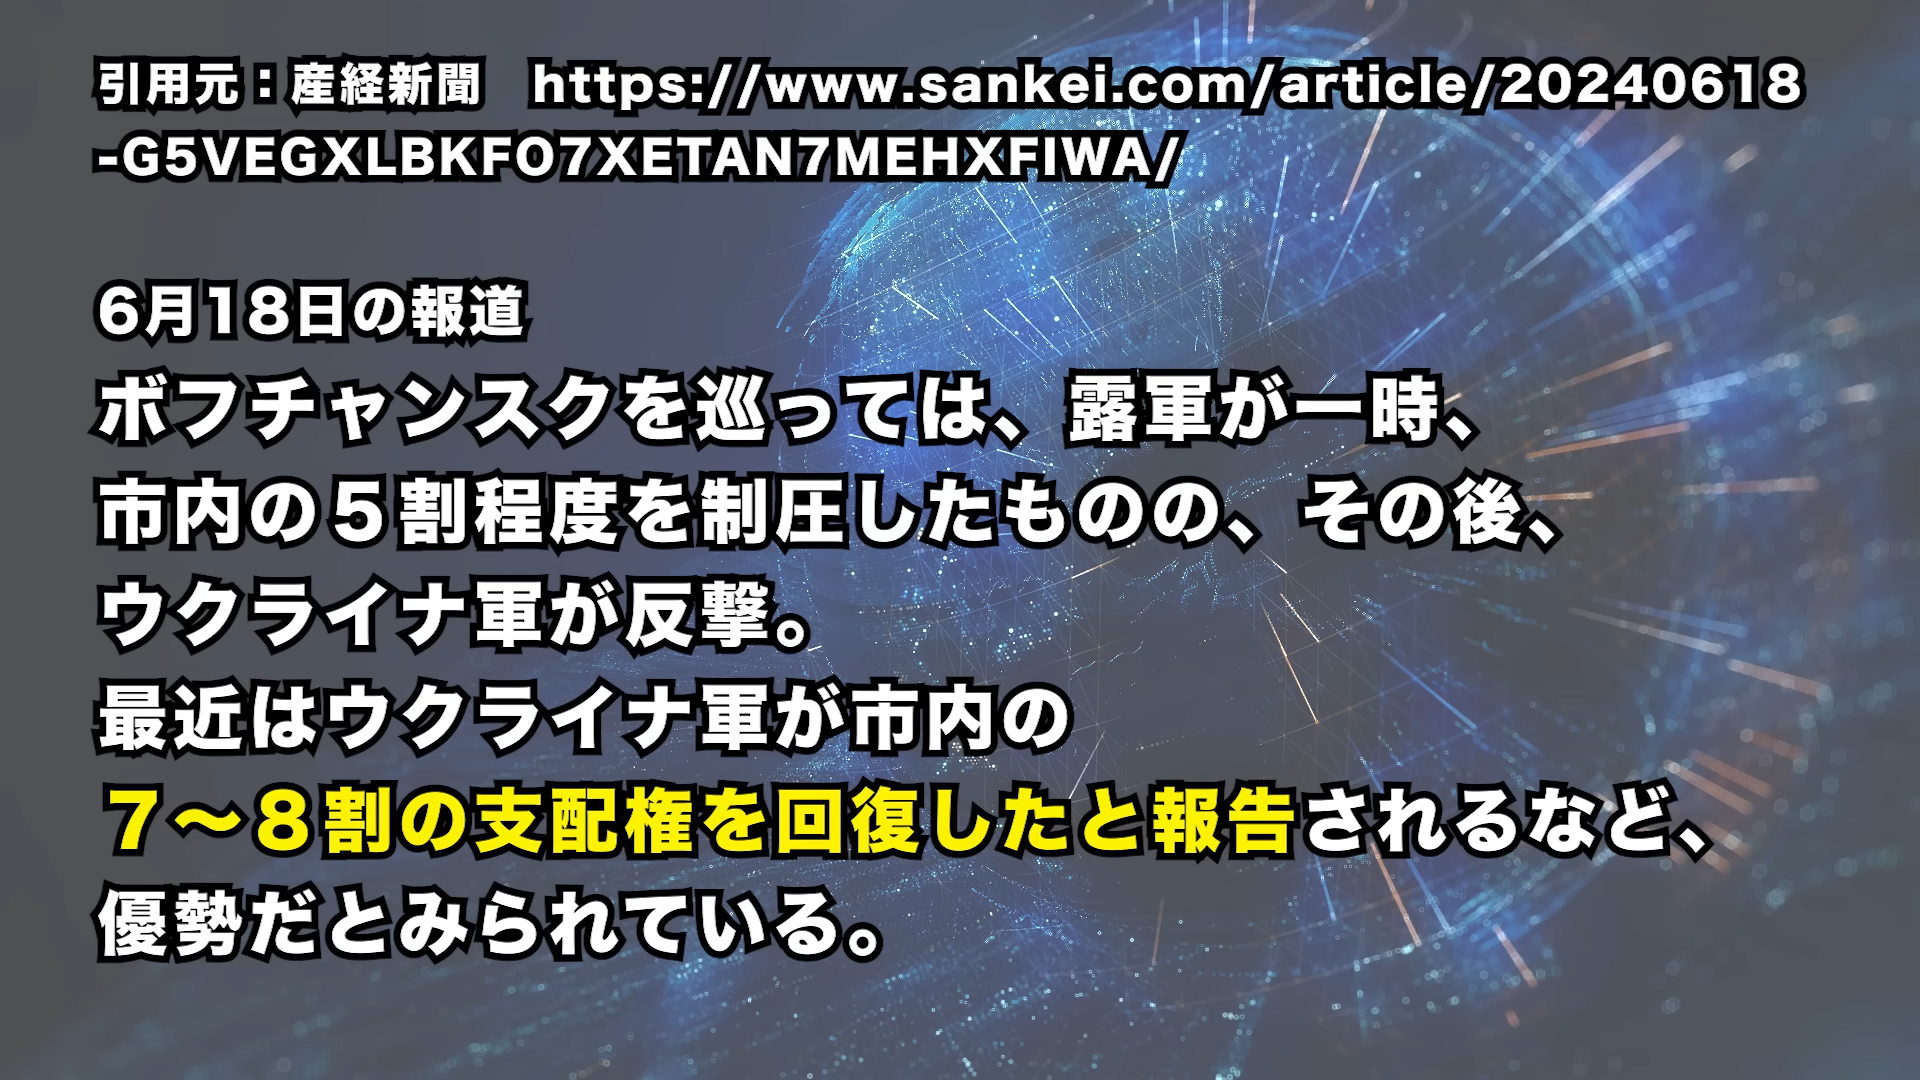 引用元：産経新聞　https://www.sankei.com/article/20240618
-G5VEGXLBKFO7XETAN7MEHXFIWA/
6月18日の報道
ボフチャンスクを巡っては、露軍が一時、
市内の５割程度を制圧したものの、その後、
ウクライナ軍が反撃。
最近はウクライナ軍が市内の
７～８割の支配権を回復したと報告されるなど、
優勢だとみられている。